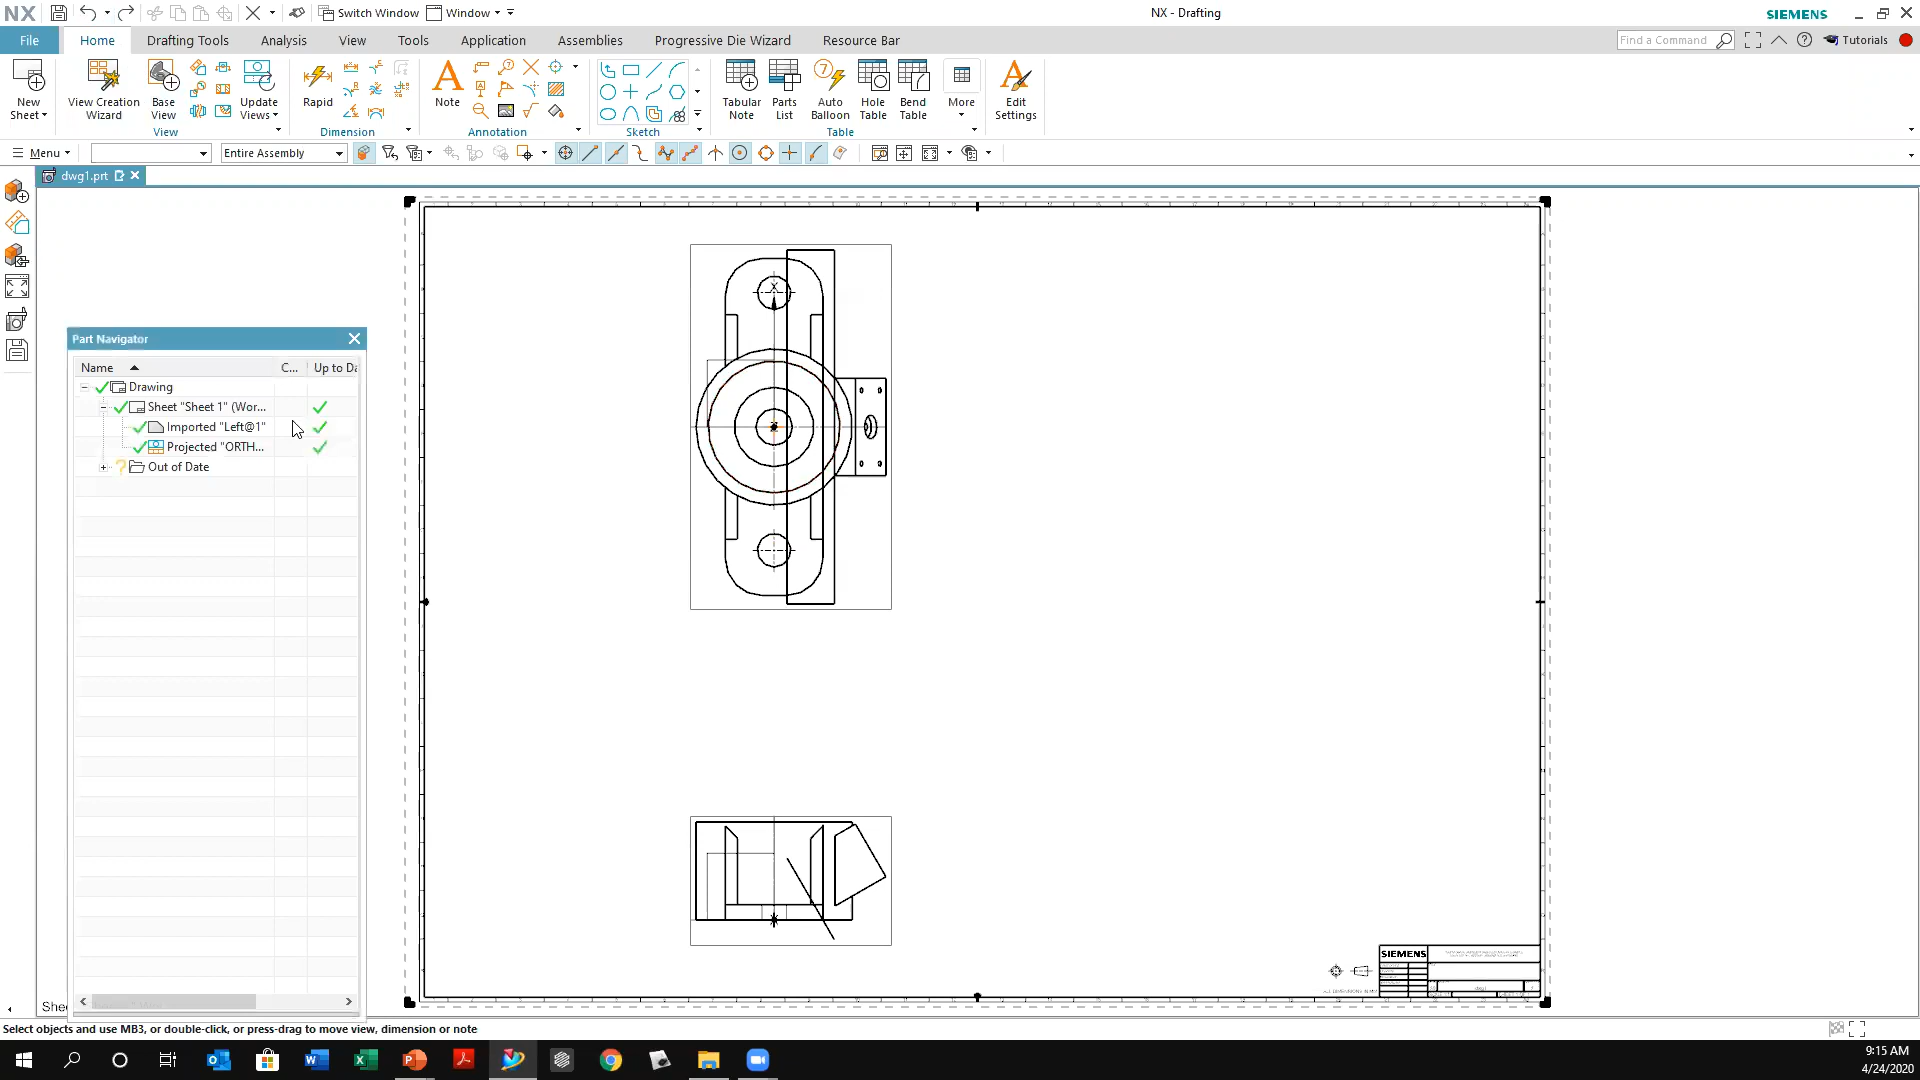 NX
Switch Window
Window
NX - Drafting
SIEMENS
File
Home
Drafting Tools
Analysis
View
Tools
Application
Assemblies
Progressive Die Wizard
Resource Bar
Find a Command
Tutorials
New
Sheet
View Creation
Wizard
Base
View
Update
Views
View
Rapid
Dimension
A
Note
Annotation
Sketch
Tabular
Note
Parts
List
Auto
Balloon
Hole
Table
Bend
Table
More
Table
Edit
Settings
Menu
Entire Assembly
dwg1.prt
Part Navigator
Name
C...
Up to Da
Drawing
Sheet "Sheet 1" (Wor...
Imported "Left@1"
Projected "ORTH...
Out of Date
X
SIEMENS
Shee
Select objects and use MB3, or double-click, or press-drag to move view, dimension or note
9:15 AM
4/24/2020